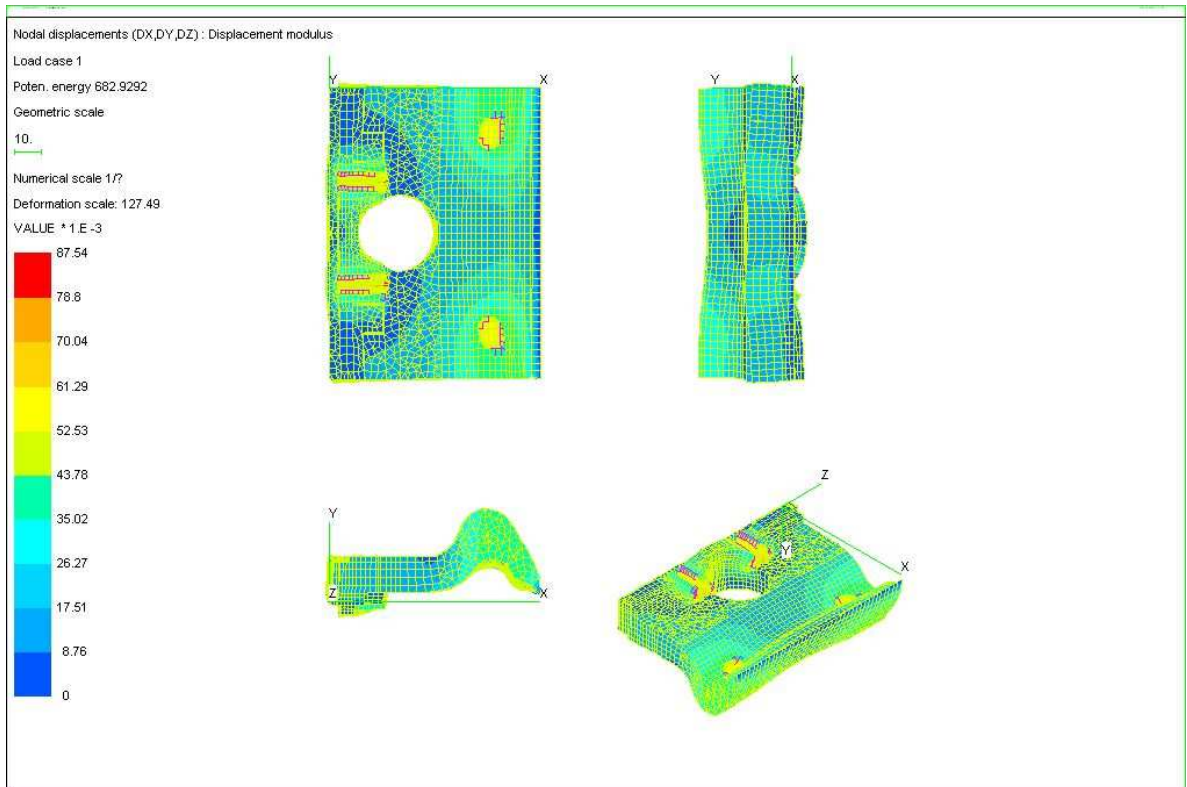 Nodal displacements (DX,DY,DZ) : Displacement modulus
Load case 1
Poten. energy 682.9292
Geometric scale
10.
Numerical scale 1/?
Deformation scale: 127.49
VALUE * 1.E -3
87.54
78.8
70.04
61.29
52.53
43.78
35.02
26.27
17.51
8.76
0
Y
X
Y
X
Y
Z
X
Z
Y
X